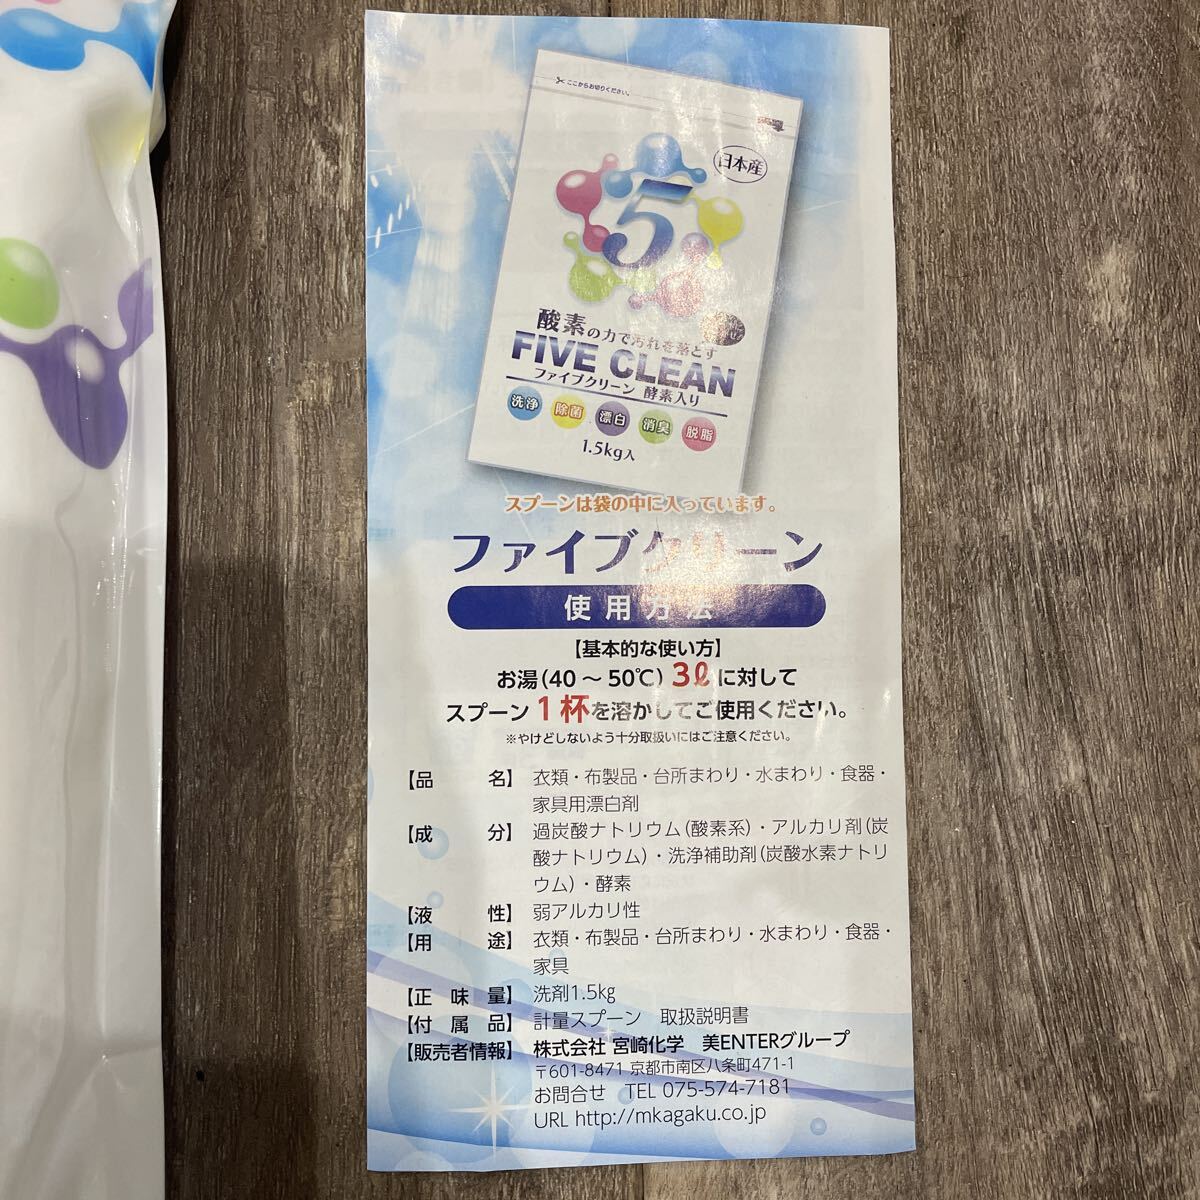 ここからお切りください。
日本産
5
酸素の力で汚れを落とす
FIVE CLEAN
ファイブクリーン 酵素入り
洗浄 除菌 漂白 消臭 脱脂
1.5kg入
スプーンは袋の中に入っています。
ファイブクリーン
使用方法
【基本的な使い方】
お湯(40～50℃)3ℓに対して
スプーン1杯を溶かしてご使用ください。
※やけどしないよう十分取扱いにはご注意ください。
【品名】 衣類・布製品・台所まわり・水まわり・食器・
家具用漂白剤
【成分】 過炭酸ナトリウム(酸素系)・アルカリ剤(炭
酸ナトリウム)・洗浄補助剤(炭酸水素ナトリ
ウム)・酵素
【液性】 弱アルカリ性
【用途】 衣類・布製品・台所まわり・水まわり・食器・
家具
【正味量】 洗剤1.5kg
【付属品】 計量スプーン 取扱説明書
【販売者情報】 株式会社 宮崎化学 美ENTERグループ
〒601-8471 京都市南区八条町471-1
お問合せ TEL 075-574-7181
URL http://mkagaku.co.jp